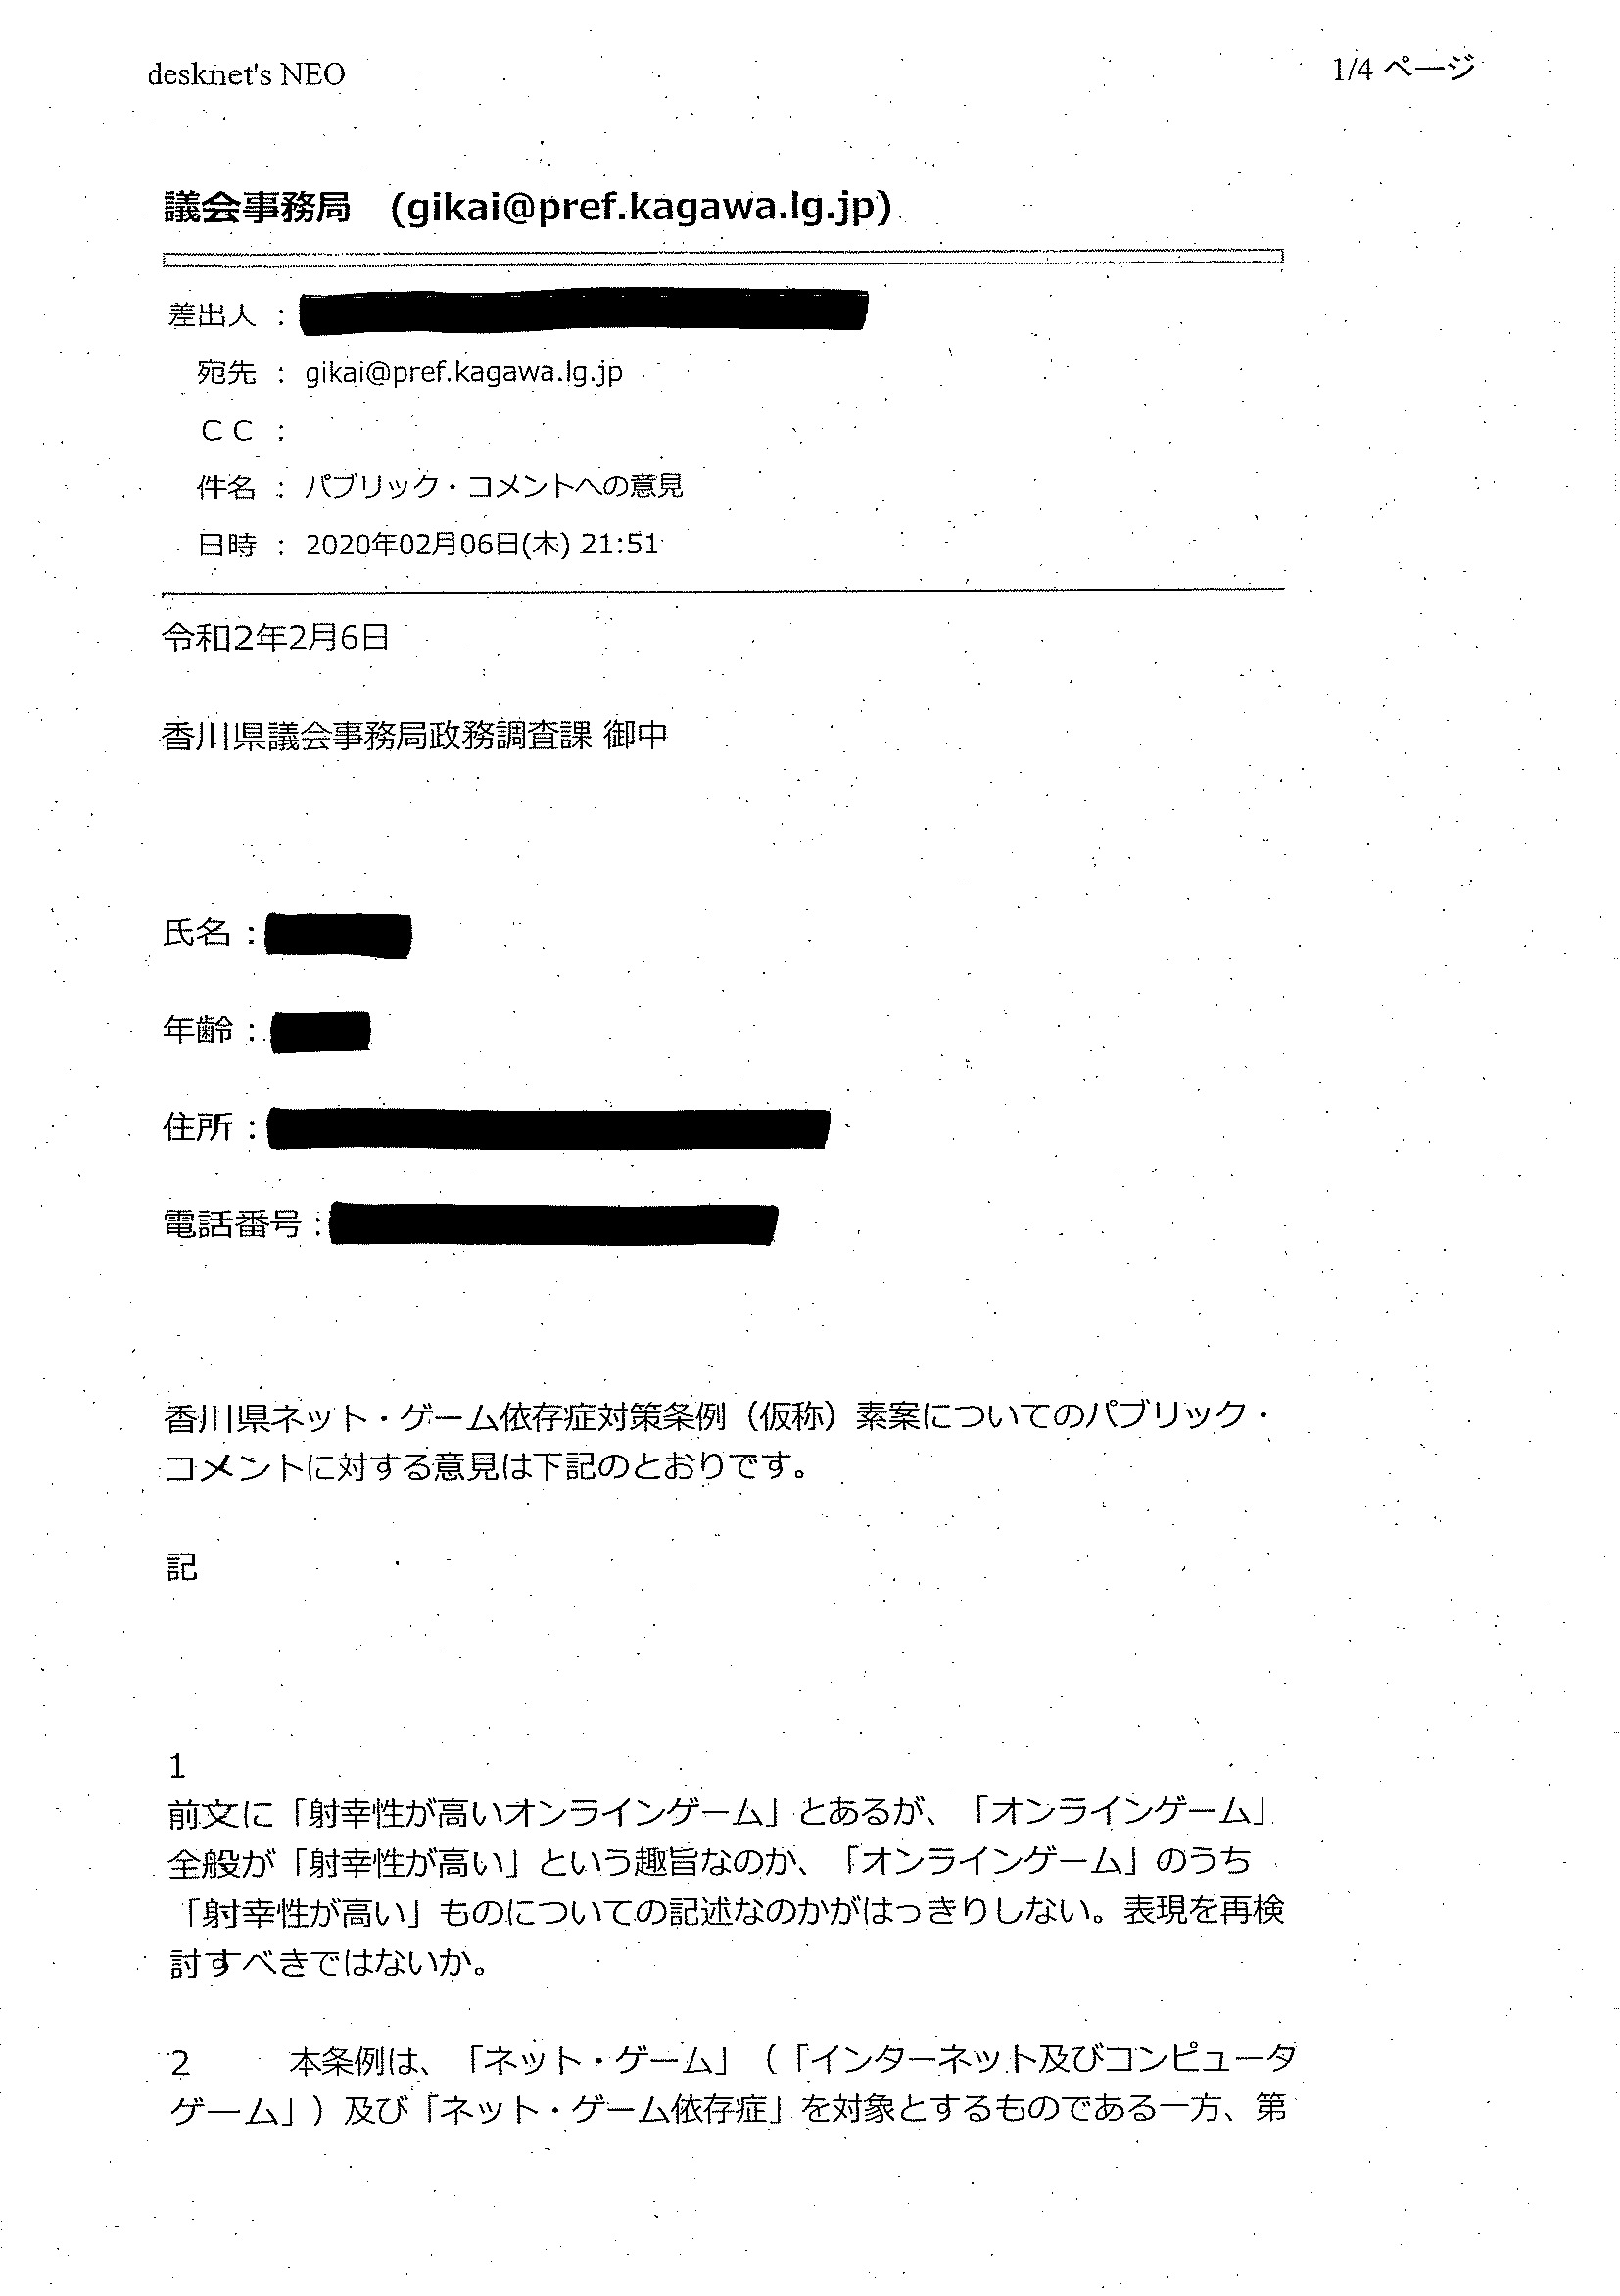 desknet's NEO
1/4 ページ
議会事務局 (gikai@pref.kagawa.lg.jp)
差出人 :
宛先 : gikai@pref.kagawa.lg.jp
ＣＣ :
件名 : パブリック・コメントへの意見
日時 : 2020年02月06日(木) 21:51
令和2年2月6日
香川県議会事務局政務調査課 御中
氏名：
年齢：
住所：
電話番号：
香川県ネット・ゲーム依存症対策条例（仮称）素案についてのパブリック・
コメントに対する意見は下記のとおりです。
記
1
前文に「射幸性が高いオンラインゲーム」とあるが、「オンラインゲーム」
全般が「射幸性が高い」という趣旨なのか、「オンラインゲーム」のうち
「射幸性が高い」ものについての記述なのかがはっきりしない。表現を再検
討すべきではないか。
2　　　本条例は、「ネット・ゲーム」（「インターネット及びコンピュータ
ゲーム」）及び「ネット・ゲーム依存症」を対象とするものである一方、第